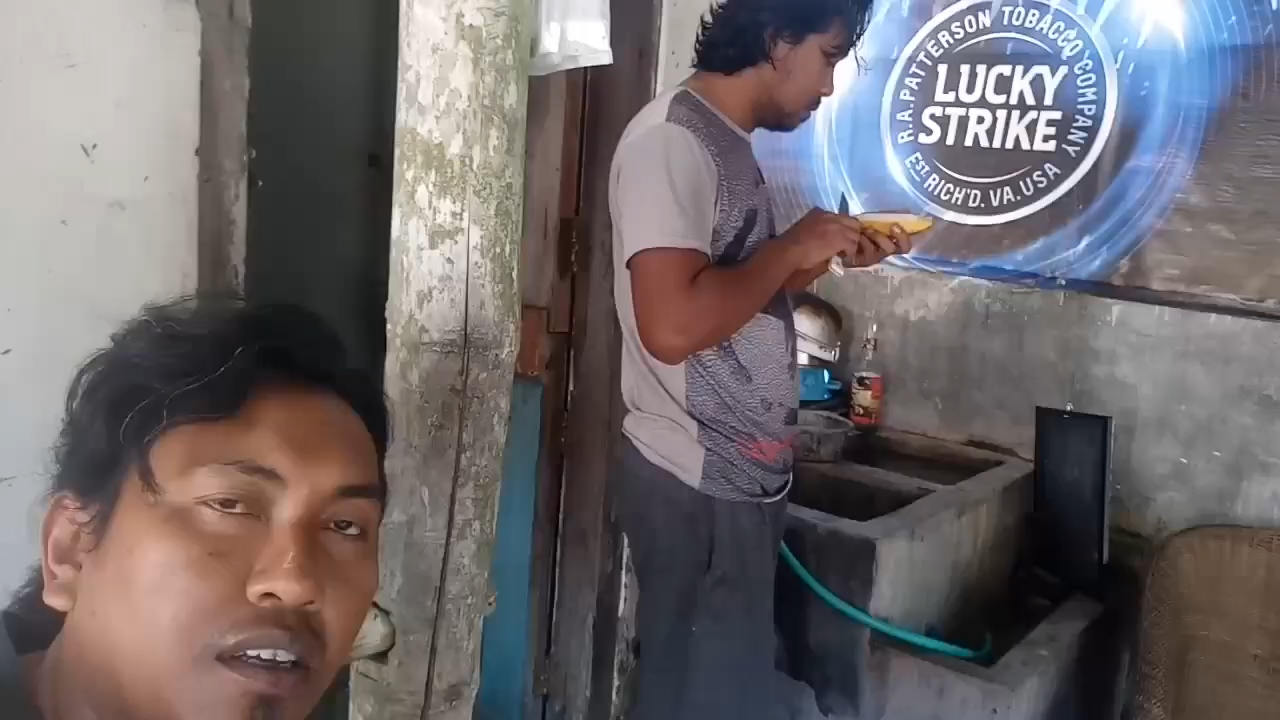 R.A. PATTERSON TOBACCO COMPANY
LUCKY
STRIKE
EST. RICH'D. VA. USA